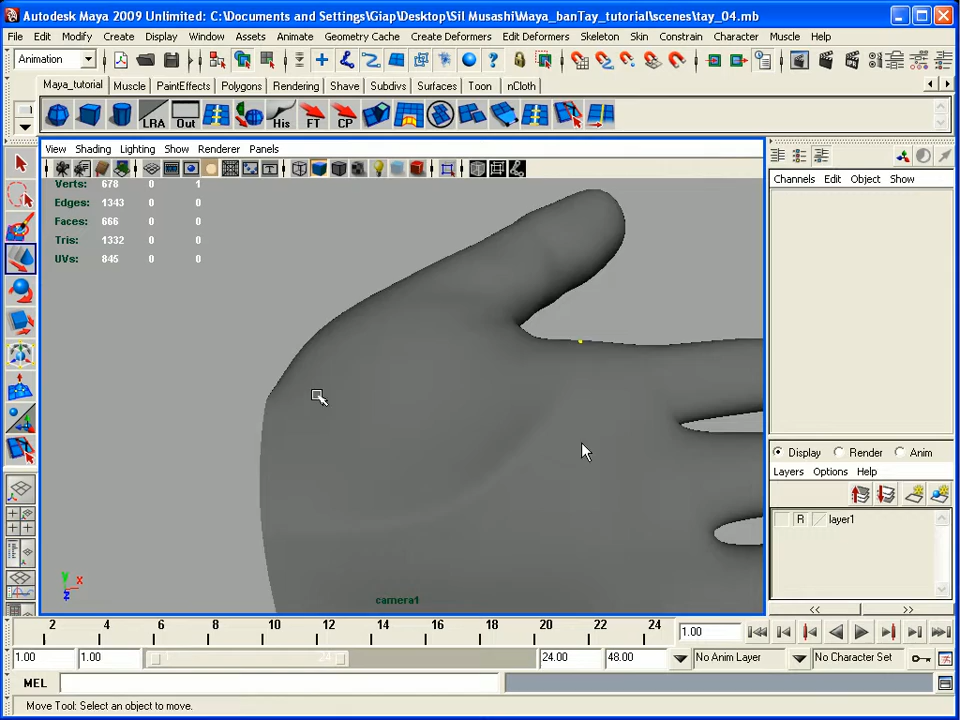 Autodesk Maya 2009 Unlimited: C:\Documents and Settings\Giap\Desktop\Sil Musashi\Maya_banTay_tutorial\scenes\tay_04.mb
File Edit Modify Create Display Window Assets Animate Geometry Cache Create Deformers Edit Deformers Skeleton Skin Constrain Character Muscle Help
Animation
Maya_tutorial Muscle PaintEffects Polygons Rendering Shave Subdivs Surfaces Toon nCloth
LRA Out His FT CP
View Shading Lighting Show Renderer Panels
Channels Edit Object Show
Verts: 678 0 1
Edges: 1343 0 0
Faces: 666 0 0
Tris: 1332 0 0
UVs: 845 0 0
Display Render Anim
Layers Options Help
R layer1
y x z
camera1
<< >>
2 4 6 8 10 12 14 16 18 20 22 24
1.00
1.00 1.00 24.00 48.00 No Anim Layer No Character Set
MEL
Move Tool: Select an object to move.